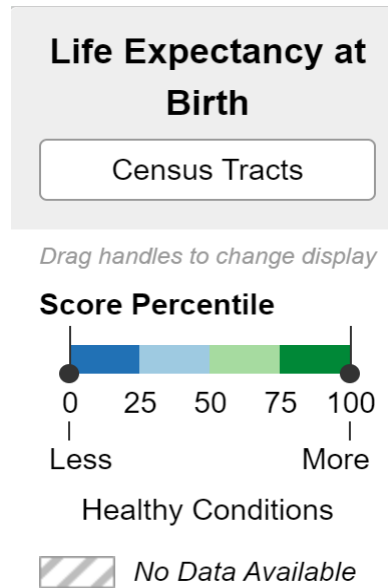 Life Expectancy at
Birth
Census Tracts
Drag handles to change display
Score Percentile
0 25 50 75 100
Less More
Healthy Conditions
No Data Available